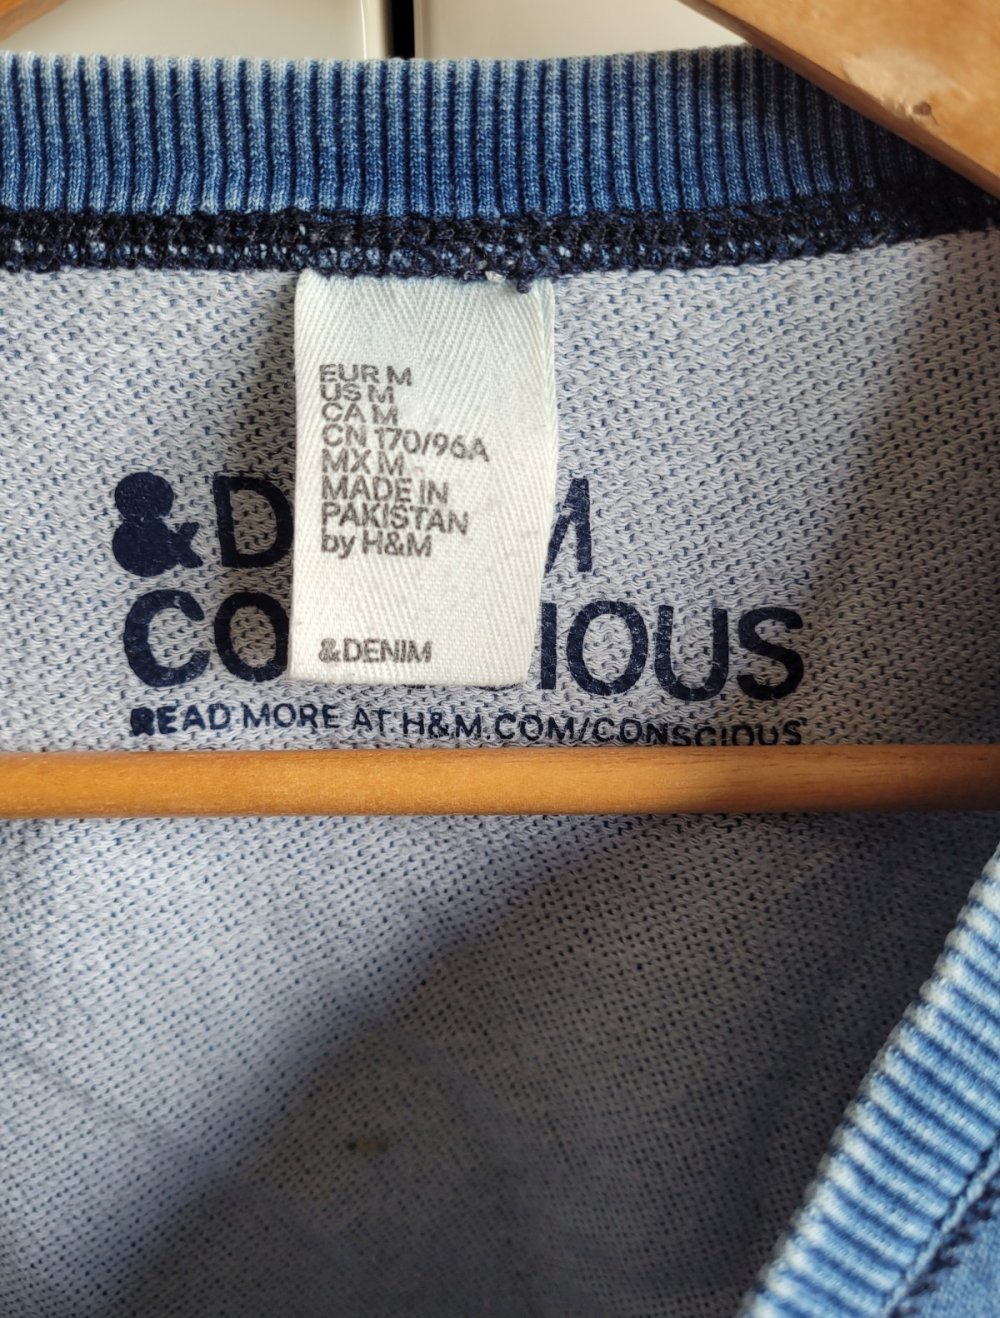 EUR M
US M
CA M
CN 170/96A
MX M
MADE IN
PAKISTAN
by H&M
&DENIM
&D M
CO IOUS
READ MORE AT H&M.COM/CONSCIOUS